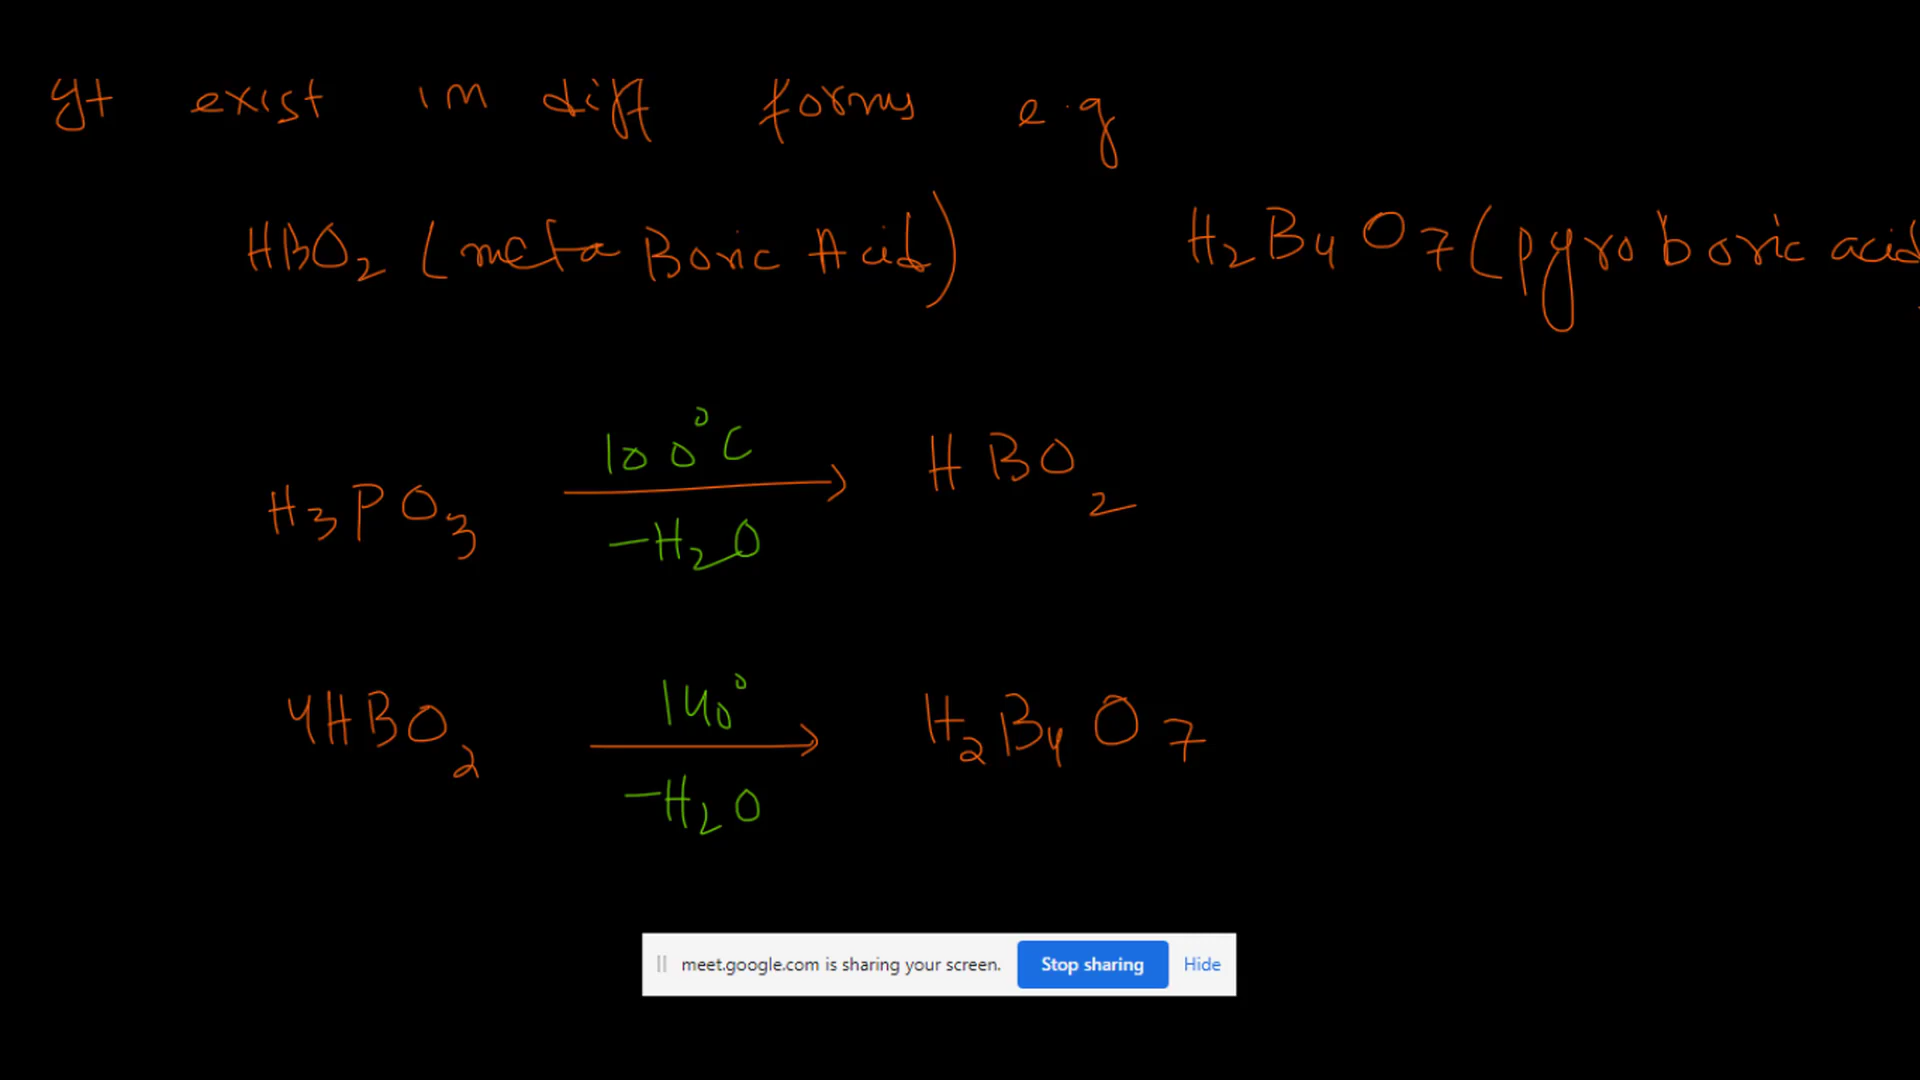 It exist in diff forms e.g
HBO2 (meta Boric Acid) H2B4O7 (pyroboric acid
100°C
H3PO3 → HBO2
-H2O
140°
4HBO2 → H2B4O7
-H2O
meet.google.com is sharing your screen. Stop sharing Hide